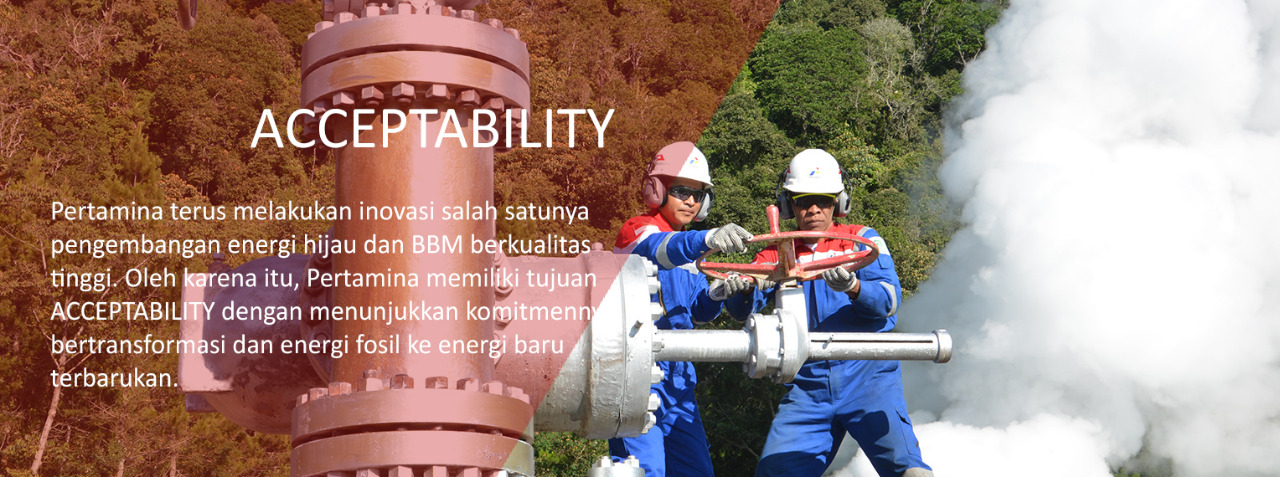 ACCEPTABILITY
Pertamina terus melakukan inovasi salah satunya
pengembangan energi hijau dan BBM berkualitas
tinggi. Oleh karena itu, Pertamina memiliki tujuan
ACCEPTABILITY dengan menunjukkan
bertransformasi dan energi fosil ke energi baru
terbarukan.